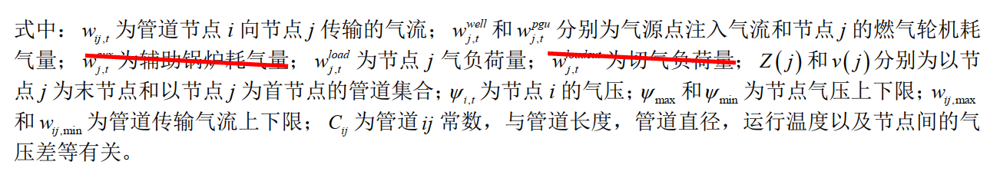 式中：w_{ij,t} 为管道节点 i 向节点 j 传输的气流；w_{j,t}^{well} 和 w_{j,t}^{pgu} 分别为气源点注入气流和节点 j 的燃气轮机耗
气量；w_{j,t}^{aux} 为辅助锅炉耗气量；w_{j,t}^{load} 为节点 j 气负荷量；w_{j,t}^{loadcut} 为切气负荷量；Z(j) 和 v(j) 分别为以节
点 j 为末节点和以节点 j 为首节点的管道集合；ψ_{i,t} 为节点 i 的气压；ψ_{max} 和 ψ_{min} 为节点气压上下限；w_{ij,max}
和 w_{ij,min} 为管道传输气流上下限；C_{ij} 为管道 ij 常数，与管道长度，管道直径，运行温度以及节点间的气
压差等有关。